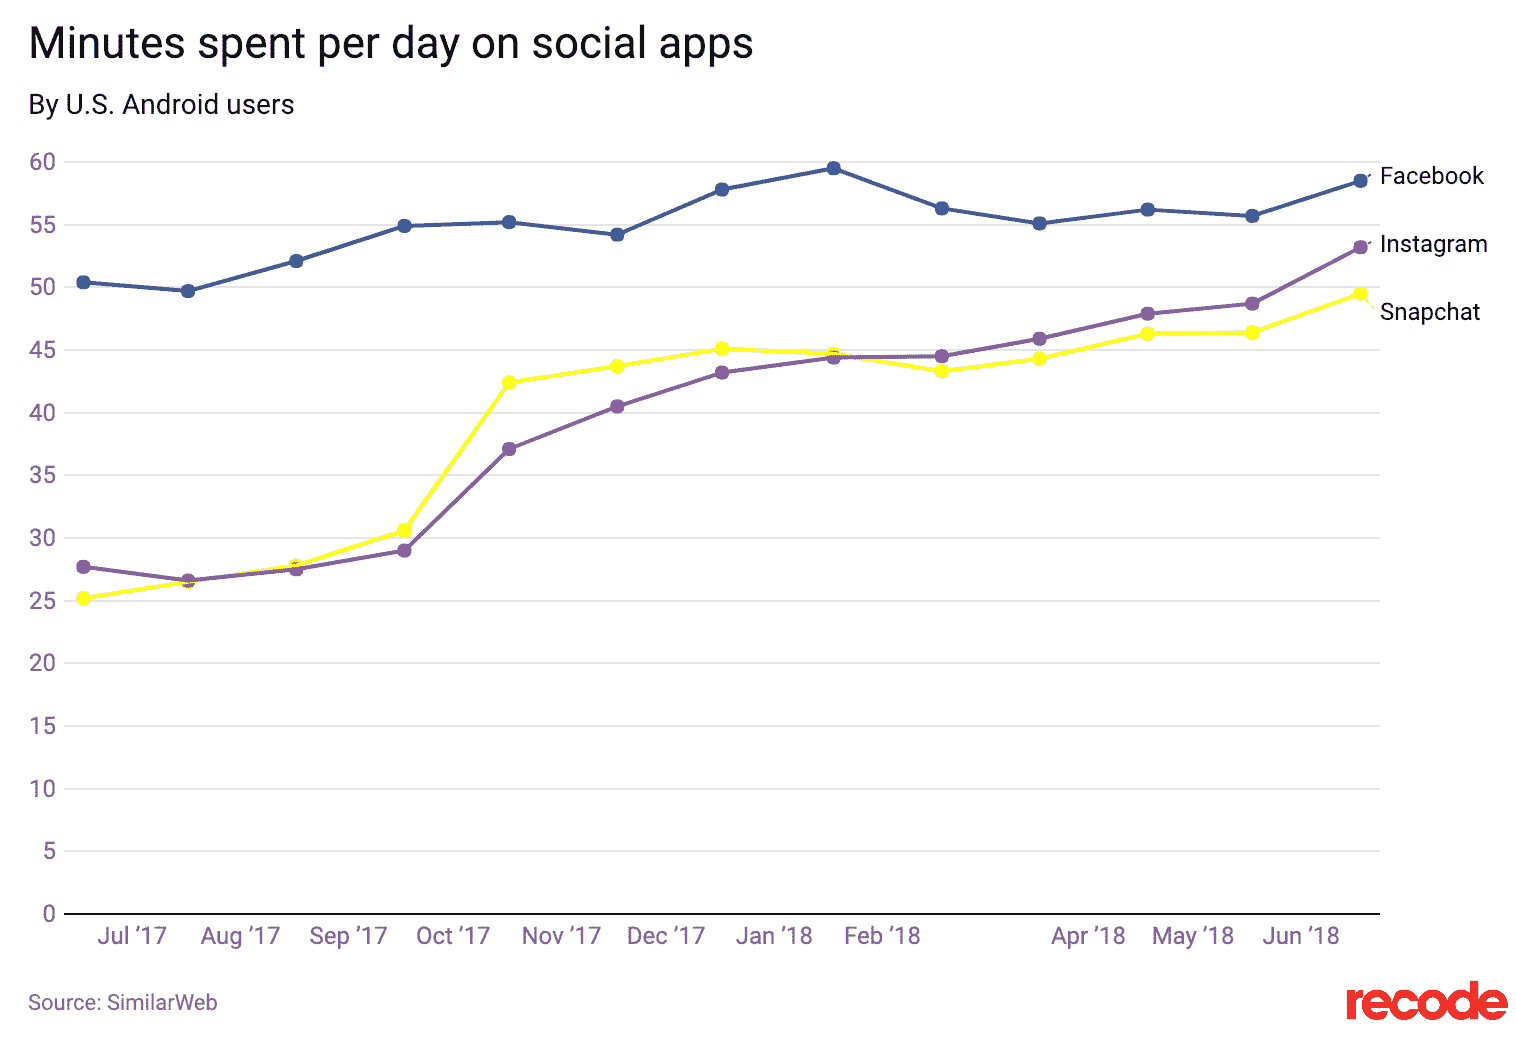 Minutes spent per day on social apps
By U.S. Android users
60
55
50
45
40
35
30
25
20
15
10
5
0
Facebook
Instagram
Snapchat
Jul ’17 Aug ’17 Sep ’17 Oct ’17 Nov ’17 Dec ’17 Jan ’18 Feb ’18 Apr ’18 May ’18 Jun ’18
Source: SimilarWeb
recode